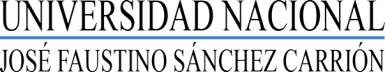 UNIVERSIDAD NACIONAL
JOSÉ FAUSTINO SÁNCHEZ CARRIÓN